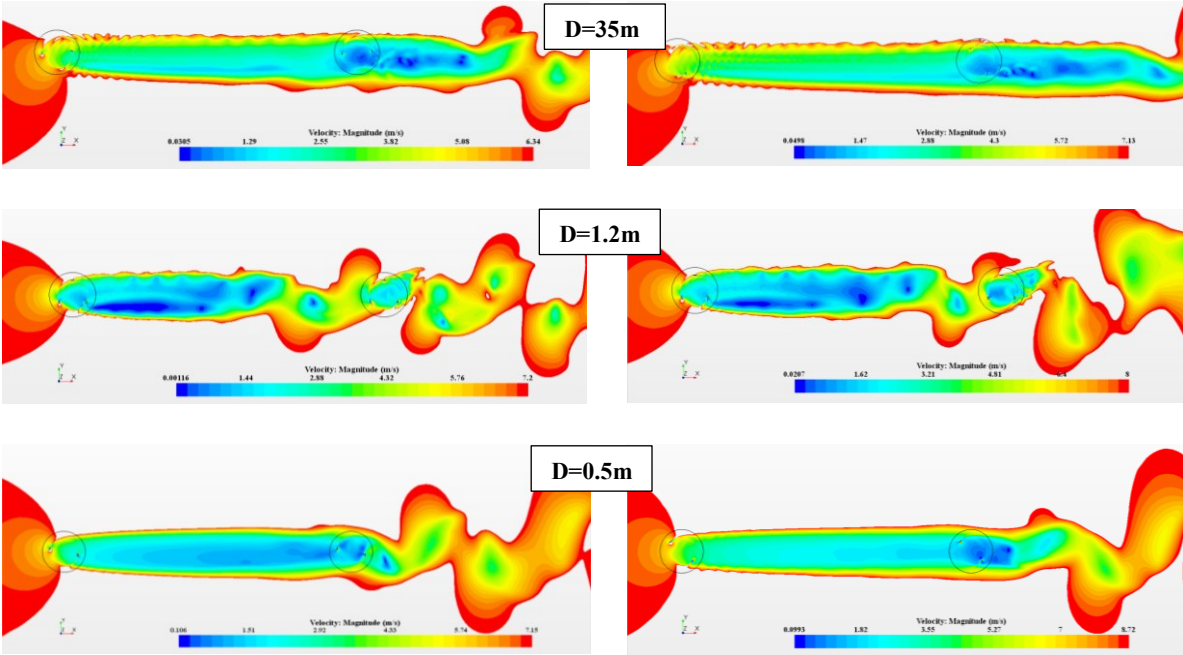 D=35m
Velocity: Magnitude (m/s)
0.0305 1.29 2.55 3.82 5.08 6.34
Velocity: Magnitude (m/s)
0.0498 1.47 2.88 4.3 5.72 7.13
D=1.2m
Velocity: Magnitude (m/s)
0.00116 1.44 2.88 4.32 5.76 7.2
Velocity: Magnitude (m/s)
0.0207 1.62 3.21 4.81 8
D=0.5m
Velocity: Magnitude (m/s)
0.106 1.51 2.92 4.33 5.74 7.15
Velocity: Magnitude (m/s)
0.0993 1.82 3.55 5.27 7 8.72